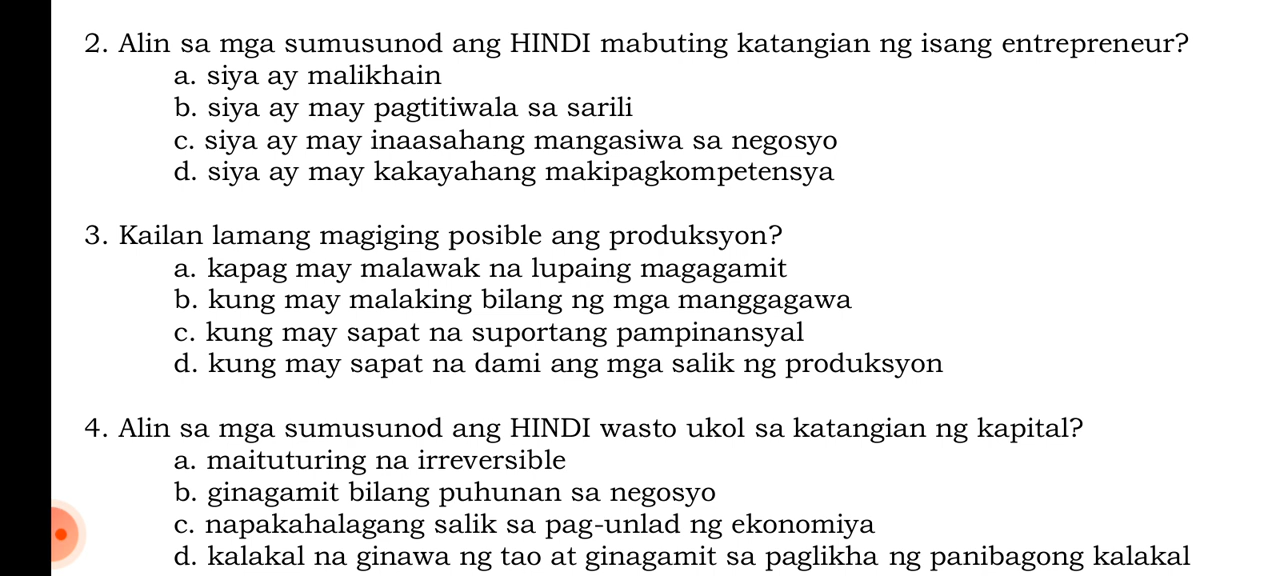 2. Alin sa mga sumusunod ang HINDI mabuting katangian ng isang entrepreneur?
a. siya ay malikhain
b. siya ay may pagtitiwala sa sarili
c. siya ay may inaasahang mangasiwa sa negosyo
d. siya ay may kakayahang makipagkompetensya
3. Kailan lamang magiging posible ang produksyon?
a. kapag may malawak na lupaing magagamit
b. kung may malaking bilang ng mga manggagawa
c. kung may sapat na suportang pampinansyal
d. kung may sapat na dami ang mga salik ng produksyon
4. Alin sa mga sumusunod ang HINDI wasto ukol sa katangian ng kapital?
a. maituturing na irreversible
b. ginagamit bilang puhunan sa negosyo
c. napakahalagang salik sa pag-unlad ng ekonomiya
d. kalakal na ginawa ng tao at ginagamit sa paglikha ng panibagong kalakal